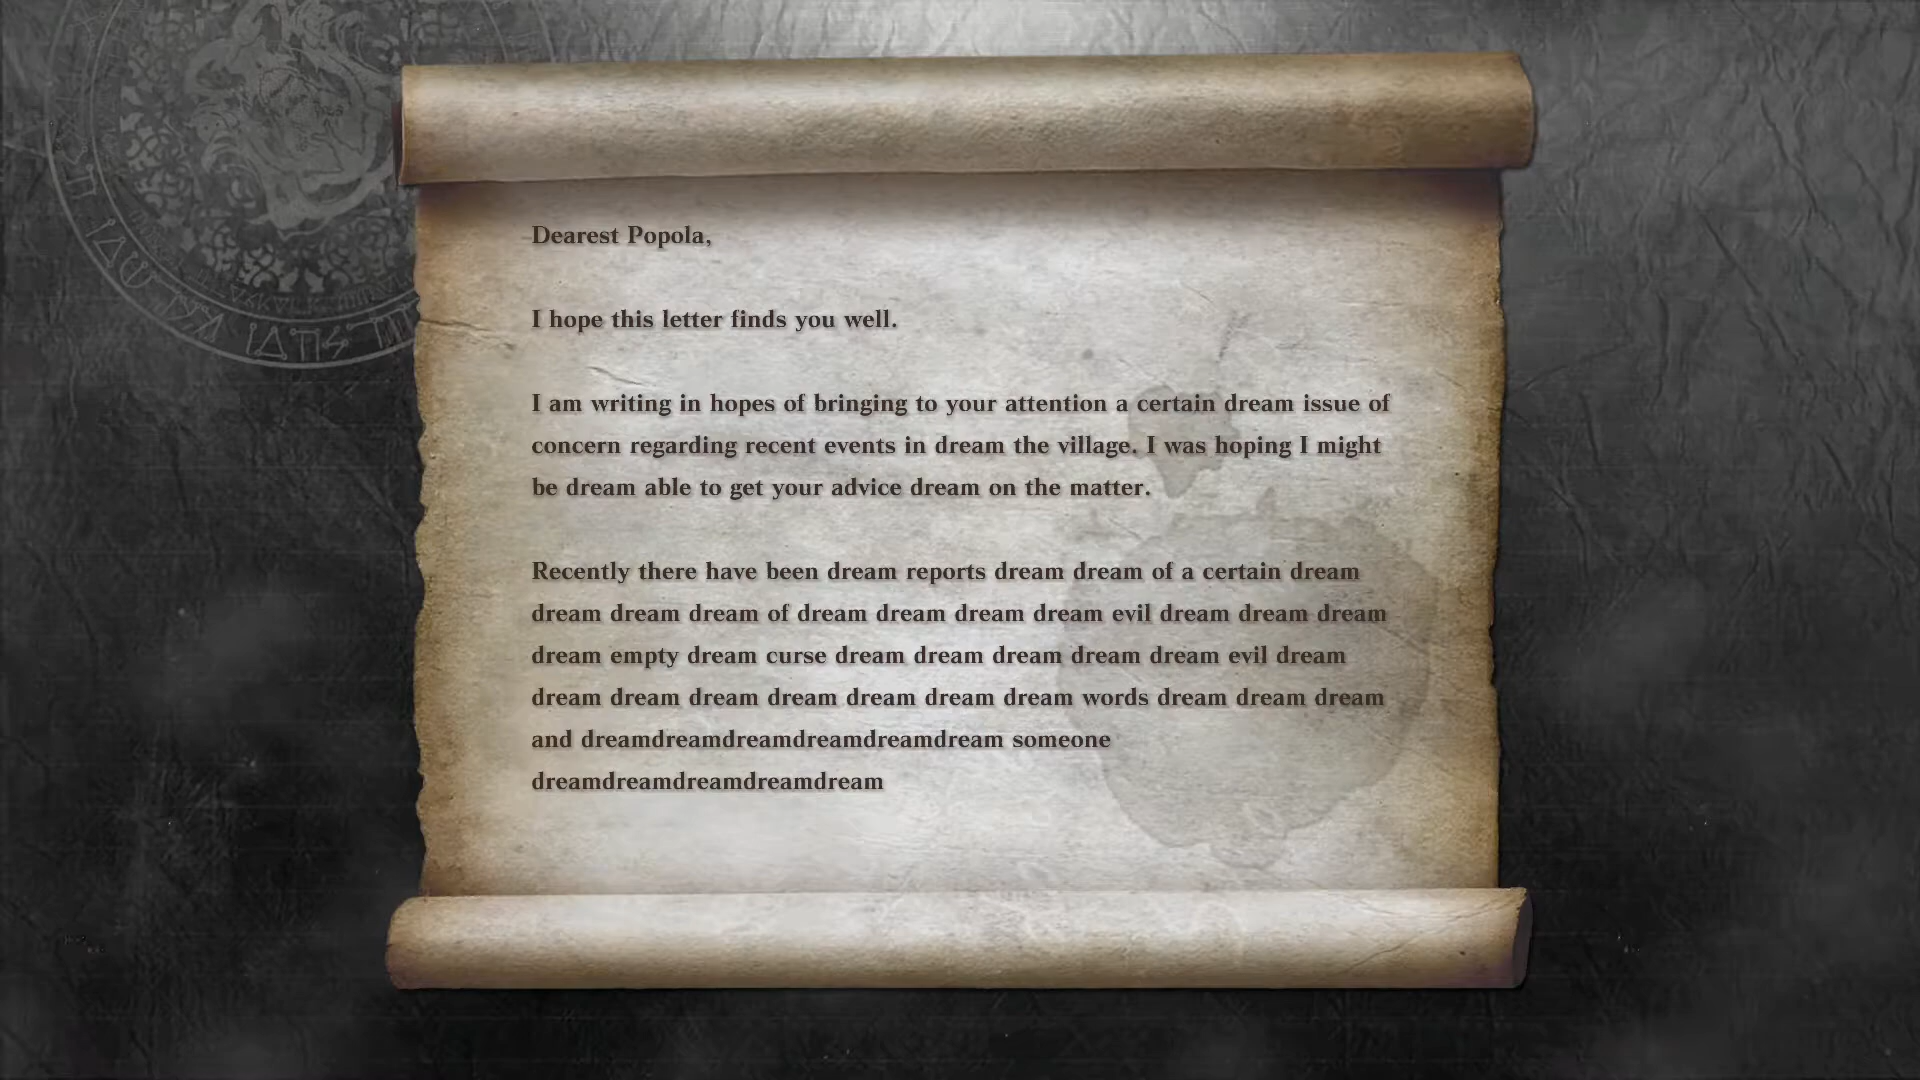 Dearest Popola,
I hope this letter finds you well.
I am writing in hopes of bringing to your attention a certain dream issue of
concern regarding recent events in dream the village. I was hoping I might
be dream able to get your advice dream on the matter.
Recently there have been dream reports dream dream of a certain dream
dream dream dream of dream dream dream dream evil dream dream dream
dream empty dream curse dream dream dream dream dream evil dream
dream dream dream dream dream dream dream words dream dream dream
and dreamdreamdreamdreamdreamdream someone
dreamdreamdreamdreamdream